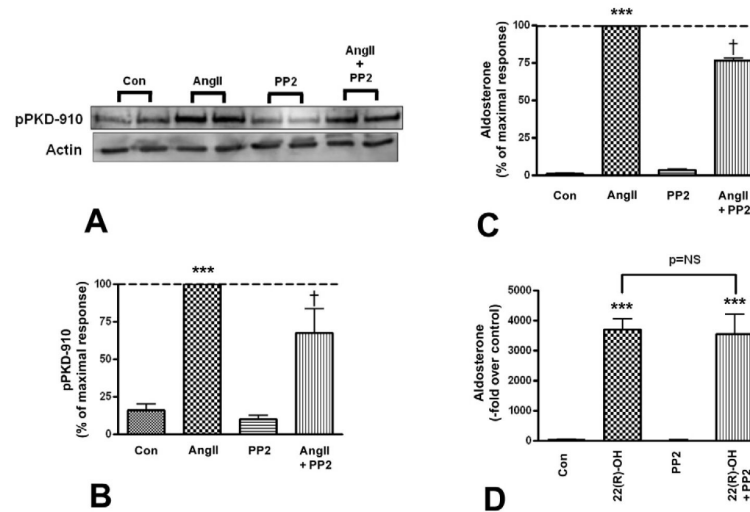 Con
AngII
PP2
AngII
+
PP2
pPKD-910
Actin
A
pPKD-910
(% of maximal response)
100
75
50
25
0
***
†
Con
AngII
PP2
AngII
+ PP2
B
Aldosterone
(% of maximal response)
100
75
50
25
0
***
†
Con
AngII
PP2
AngII
+ PP2
C
p=NS
Aldosterone
(-fold over control)
5000
4000
3000
2000
1000
0
***
***
Con
22(R)-OH
PP2
22(R)-OH
+ PP2
D